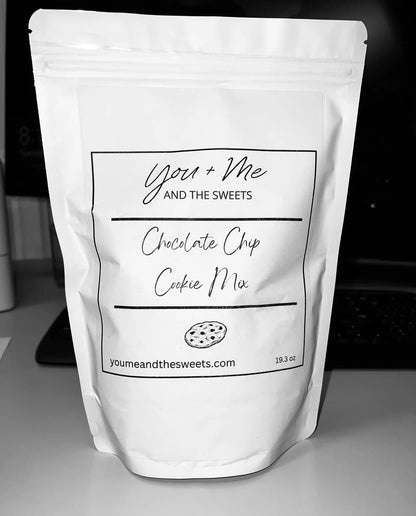 You + Me
AND THE SWEETS
Chocolate Chip
Cookie Mix
youmeandthesweets.com
19.3 oz